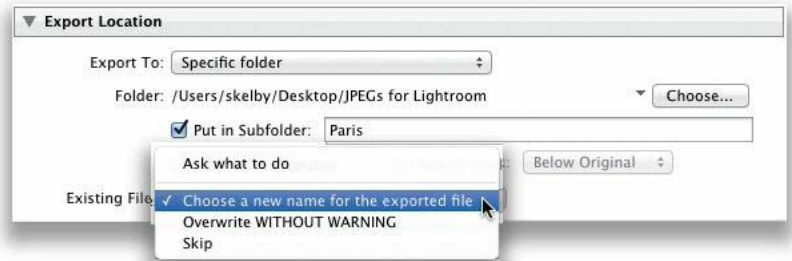 Export Location
Export To: Specific folder
Folder: /Users/skelby/Desktop/JPEGs for Lightroom Choose...
Put in Subfolder: Paris
Ask what to do
Below Original
Existing File
✓ Choose a new name for the exported file
Overwrite WITHOUT WARNING
Skip